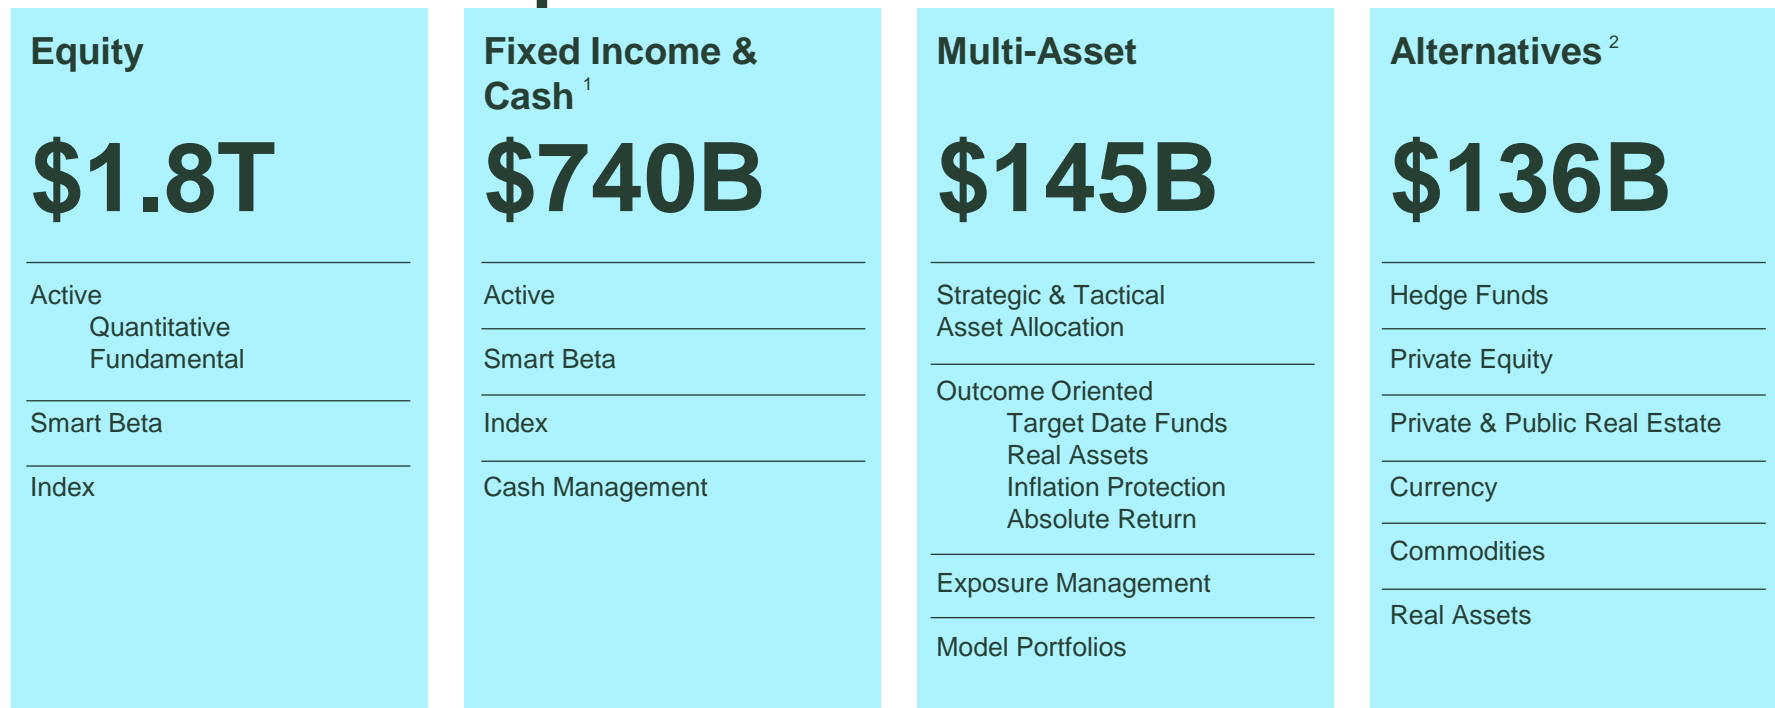 Equity
$1.8T
Active
Quantitative
Fundamental
Smart Beta
Index
Fixed Income &
Cash 1
$740B
Active
Smart Beta
Index
Cash Management
Multi-Asset
$145B
Strategic & Tactical
Asset Allocation
Outcome Oriented
Target Date Funds
Real Assets
Inflation Protection
Absolute Return
Exposure Management
Model Portfolios
Alternatives 2
$136B
Hedge Funds
Private Equity
Private & Public Real Estate
Currency
Commodities
Real Assets